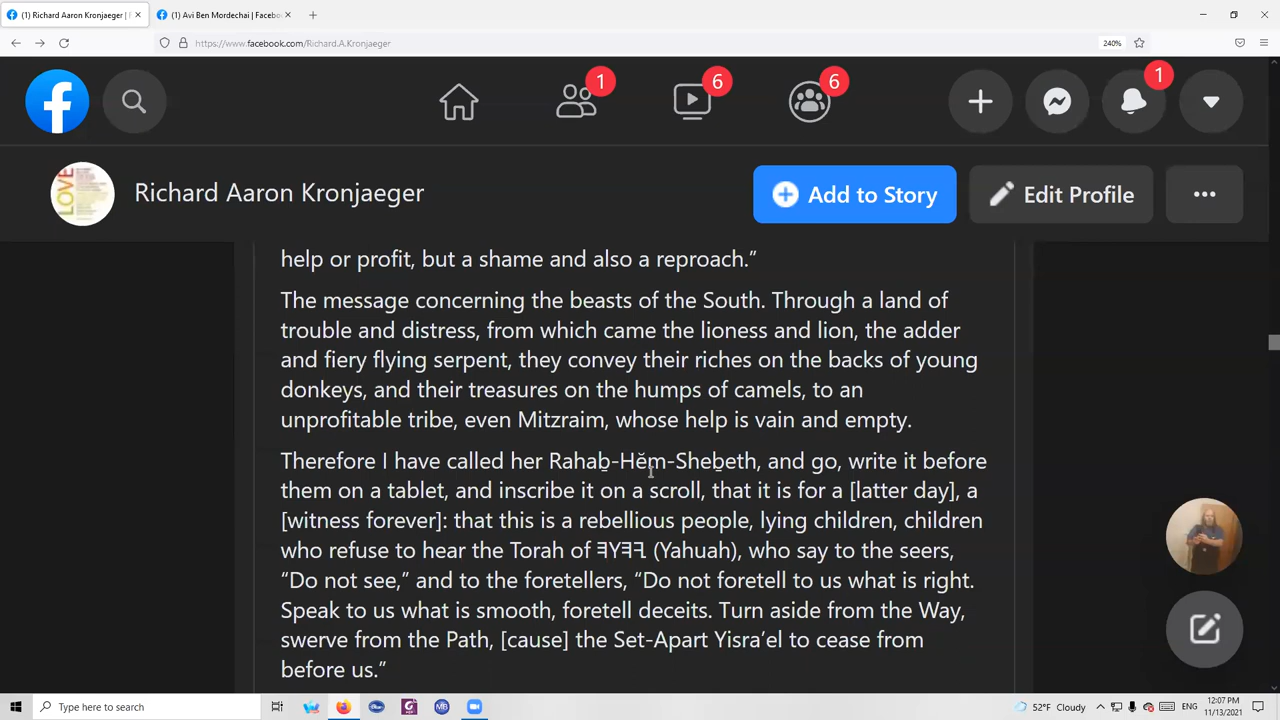 (1) Richard Aaron Kronjaeger |
(1) Avi Ben Mordechai | Facebo
https://www.facebook.com/Richard.A.Kronjaeger
240%
1
6
6
1
LOVE
Richard Aaron Kronjaeger
Add to Story
Edit Profile
help or profit, but a shame and also a reproach.”
The message concerning the beasts of the South. Through a land of
trouble and distress, from which came the lioness and lion, the adder
and fiery flying serpent, they convey their riches on the backs of young
donkeys, and their treasures on the humps of camels, to an
unprofitable tribe, even Mitzraim, whose help is vain and empty.
Therefore I have called her Rahaḇ-Hĕm-Sheḇeth, and go, write it before
them on a tablet, and inscribe it on a scroll, that it is for a [latter day], a
[witness forever]: that this is a rebellious people, lying children, children
who refuse to hear the Torah of 𐤉𐤄𐤅𐤄 (Yahuah), who say to the seers,
“Do not see,” and to the foretellers, “Do not foretell to us what is right.
Speak to us what is smooth, foretell deceits. Turn aside from the Way,
swerve from the Path, [cause] the Set-Apart Yisra’el to cease from
before us.”
Type here to search
52°F Cloudy
ENG
12:07 PM
11/13/2021